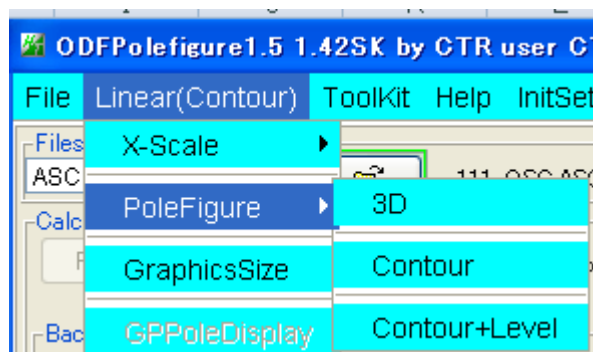 ODFPolefigure1.5 1.42SK by CTR user CT
File Linear(Contour) ToolKit Help InitSet
Files
X-Scale
ASC
PoleFigure
3D
Calc
GraphicsSize
Contour
Bac
GPPoleDisplay
Contour+Level